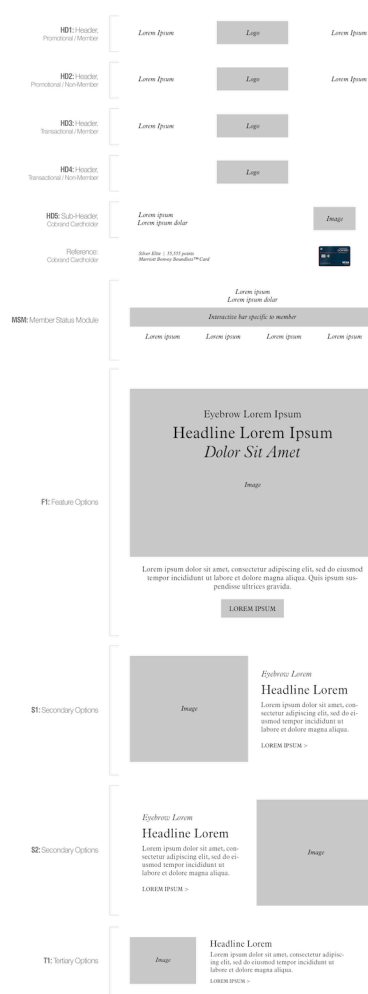 HD1: Header,
Promotional / Member
Lorem Ipsum
Logo
Lorem Ipsum
HD2: Header,
Promotional / Non-Member
Lorem Ipsum
Logo
Lorem Ipsum
HD3: Header,
Transactional / Member
Lorem Ipsum
Logo
HD4: Header,
Transactional / Non-Member
Logo
HD5: Sub-Header,
Cobrand Cardholder
Lorem ipsum
Lorem ipsum dolar
Image
Reference:
Cobrand Cardholder
Silver Elite | 55,555 points
Marriott Bonvoy Boundless™ Card
MSM: Member Status Module
Lorem ipsum
Lorem ipsum dolar
Interactive bar specific to member
Lorem ipsum
Lorem ipsum
Lorem ipsum
Lorem ipsum
F1: Feature Options
Eyebrow Lorem Ipsum
Headline Lorem Ipsum
Dolor Sit Amet
Image
Lorem ipsum dolor sit amet, consectetur adipiscing elit, sed do eiusmod
tempor incididunt ut labore et dolore magna aliqua. Quis ipsum sus-
pendisse ultrices gravida.
LOREM IPSUM
S1: Secondary Options
Image
Eyebrow Lorem
Headline Lorem
Lorem ipsum dolor sit amet, con-
sectetur adipiscing elit, sed do ei-
usmod tempor incididunt ut
labore et dolore magna aliqua.
LOREM IPSUM >
S2: Secondary Options
Eyebrow Lorem
Headline Lorem
Lorem ipsum dolor sit amet, con-
sectetur adipiscing elit, sed do ei-
usmod tempor incididunt ut
labore et dolore magna aliqua.
LOREM IPSUM >
Image
T1: Tertiary Options
Image
Headline Lorem
Lorem ipsum dolor sit amet, consectetur adipisc-
ing elit, sed do eiusmod tempor incididunt ut
labore et dolore magna aliqua.
LOREM IPSUM >